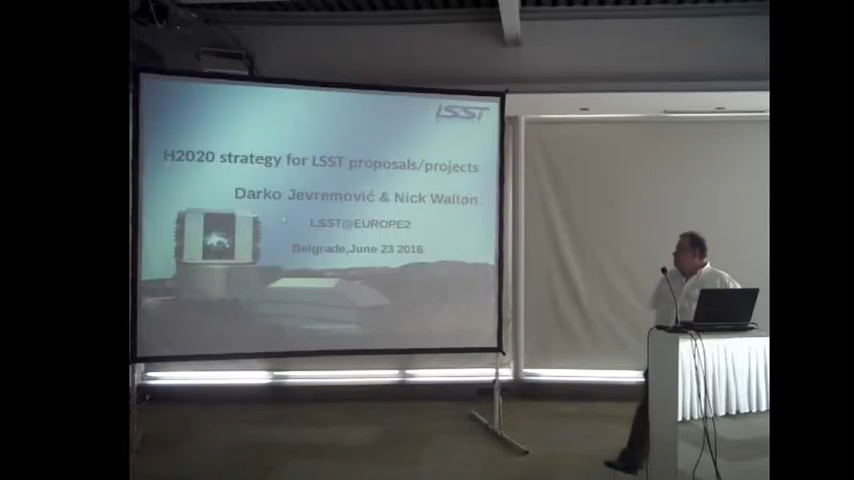 LSST
H2020 strategy for LSST proposals/projects
Darko Jevremović & Nick Walton
LSST@EUROPE2
Belgrade,June 23 2016